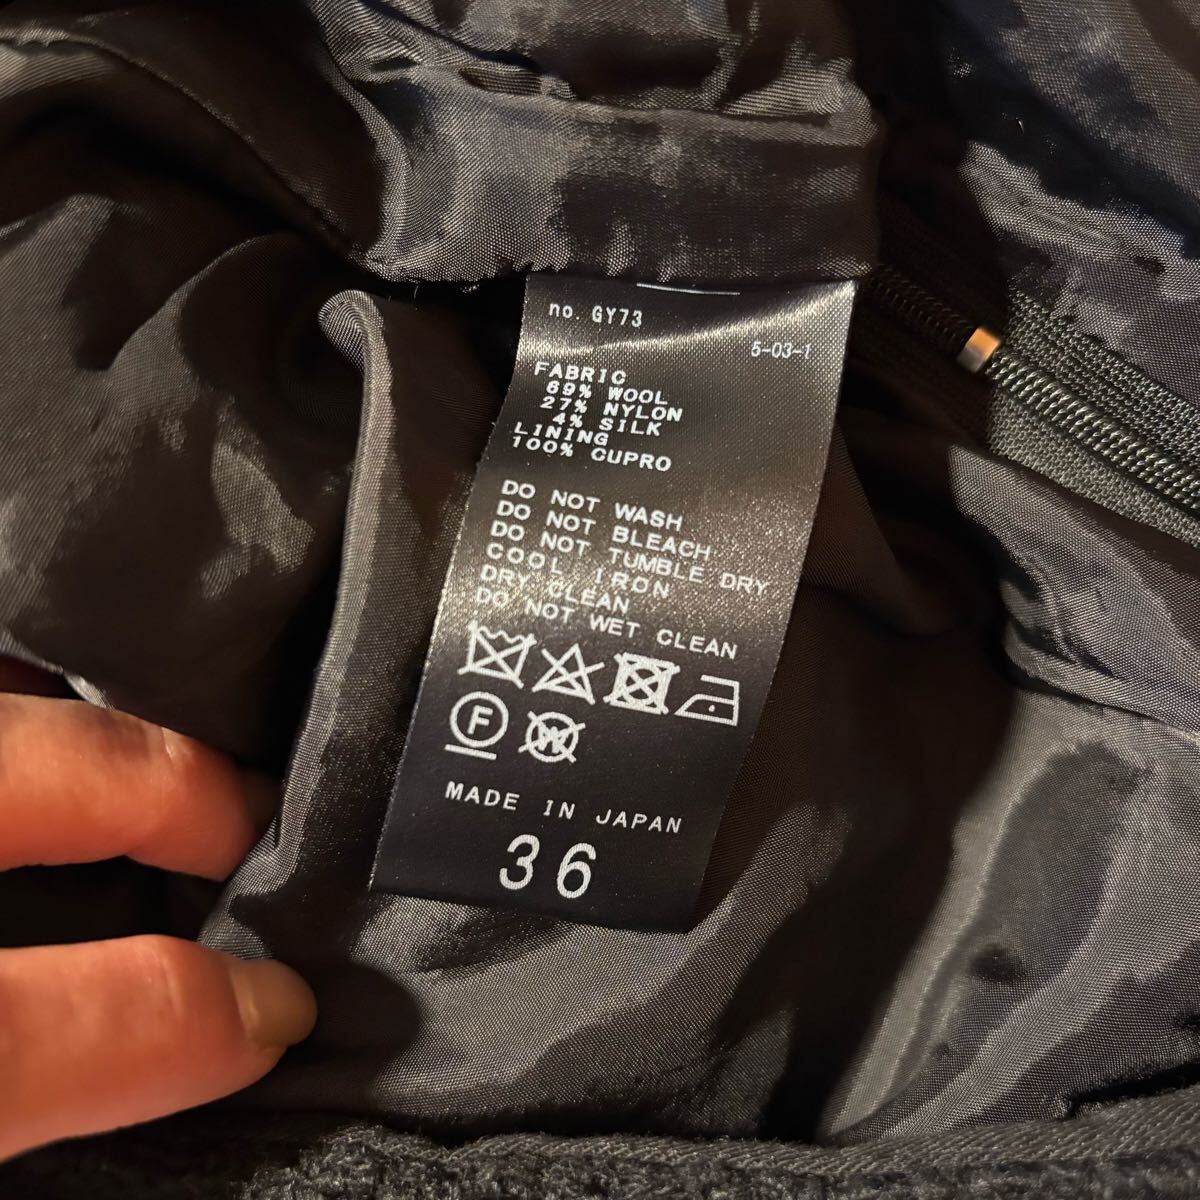 no. GY73
5-03-1
FABRIC
69% WOOL
27% NYLON
4% SILK
LINING
100% CUPRO
DO NOT WASH
DO NOT BLEACH
DO NOT TUMBLE DRY
COOL IRON
DRY CLEAN
DO NOT WET CLEAN
F W
MADE IN JAPAN
36